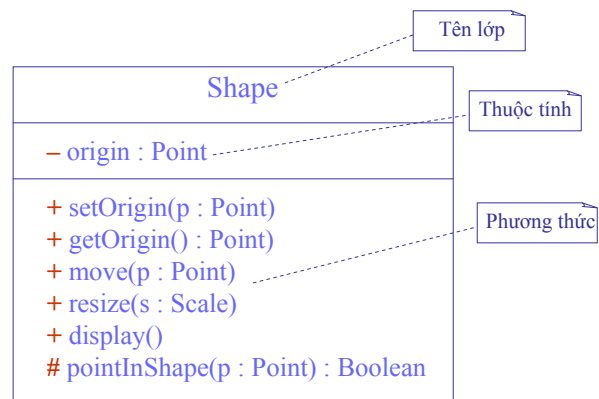 Tên lớp
Shape
Thuộc tính
– origin : Point
+ setOrigin(p : Point)
+ getOrigin() : Point)
Phương thức
+ move(p : Point)
+ resize(s : Scale)
+ display()
# pointInShape(p : Point) : Boolean